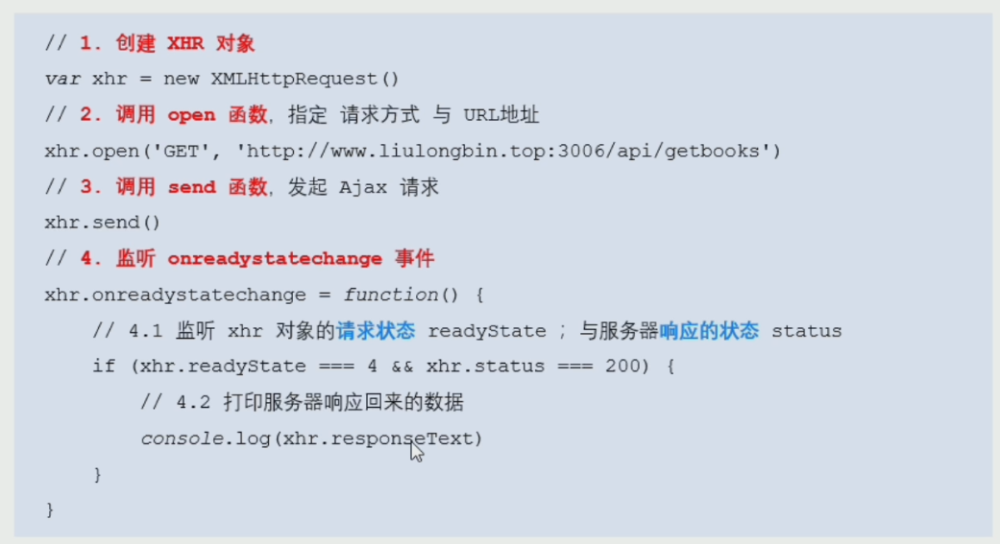 // 1. 创建 XHR 对象
var xhr = new XMLHttpRequest()
// 2. 调用 open 函数, 指定 请求方式 与 URL地址
xhr.open('GET', 'http://www.liulongbin.top:3006/api/getbooks')
// 3. 调用 send 函数, 发起 Ajax 请求
xhr.send()
// 4. 监听 onreadystatechange 事件
xhr.onreadystatechange = function() {
    // 4.1 监听 xhr 对象的请求状态 readyState ; 与服务器响应的状态 status
    if (xhr.readyState === 4 && xhr.status === 200) {
        // 4.2 打印服务器响应回来的数据
        console.log(xhr.responseText)
    }
}